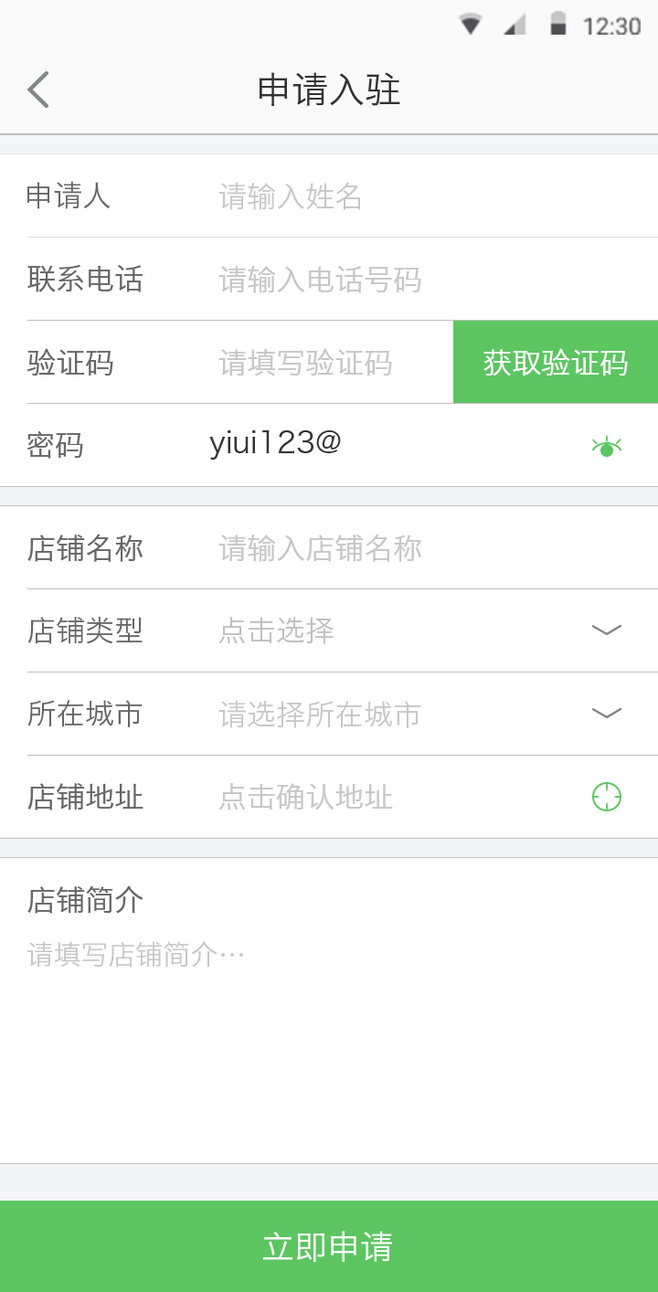 12:30
申请入驻
申请人 请输入姓名
联系电话 请输入电话号码
验证码 请填写验证码 获取验证码
密码 yiui123@
店铺名称 请输入店铺名称
店铺类型 点击选择
所在城市 请选择所在城市
店铺地址 点击确认地址
店铺简介
请填写店铺简介…
立即申请